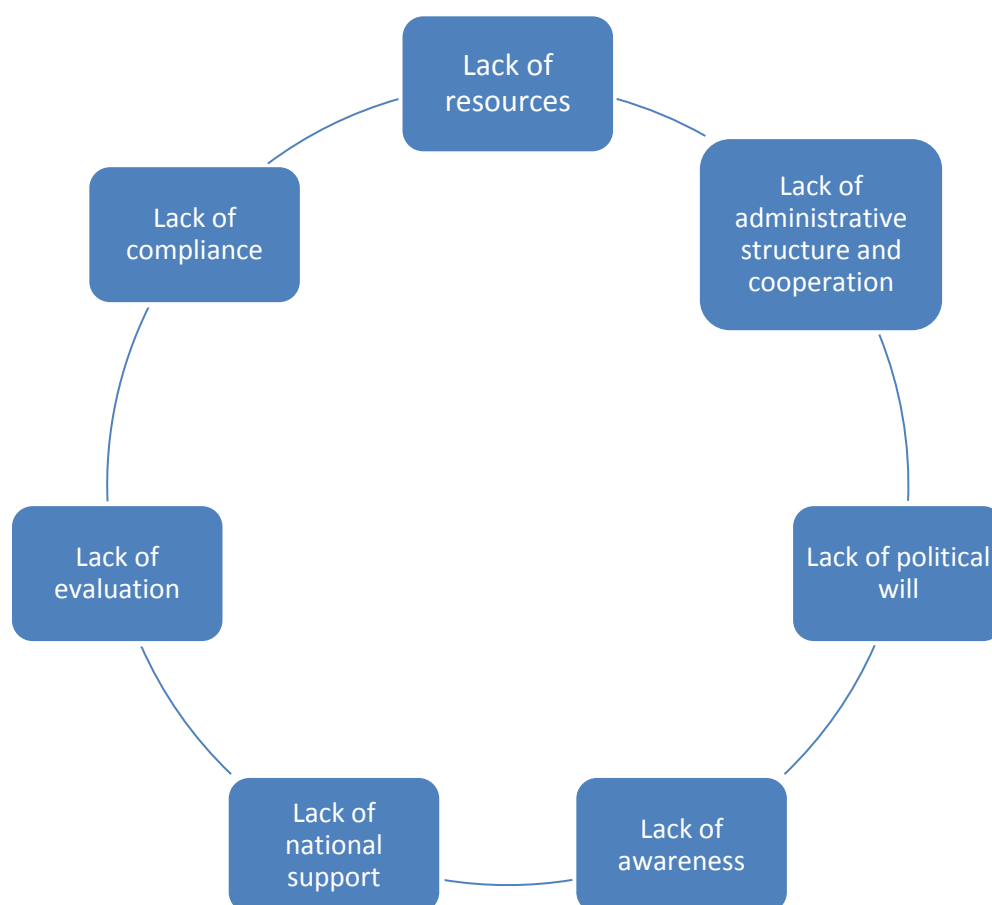 Lack of
resources
Lack of
administrative
structure and
cooperation
Lack of political
will
Lack of
awareness
Lack of
national
support
Lack of
evaluation
Lack of
compliance